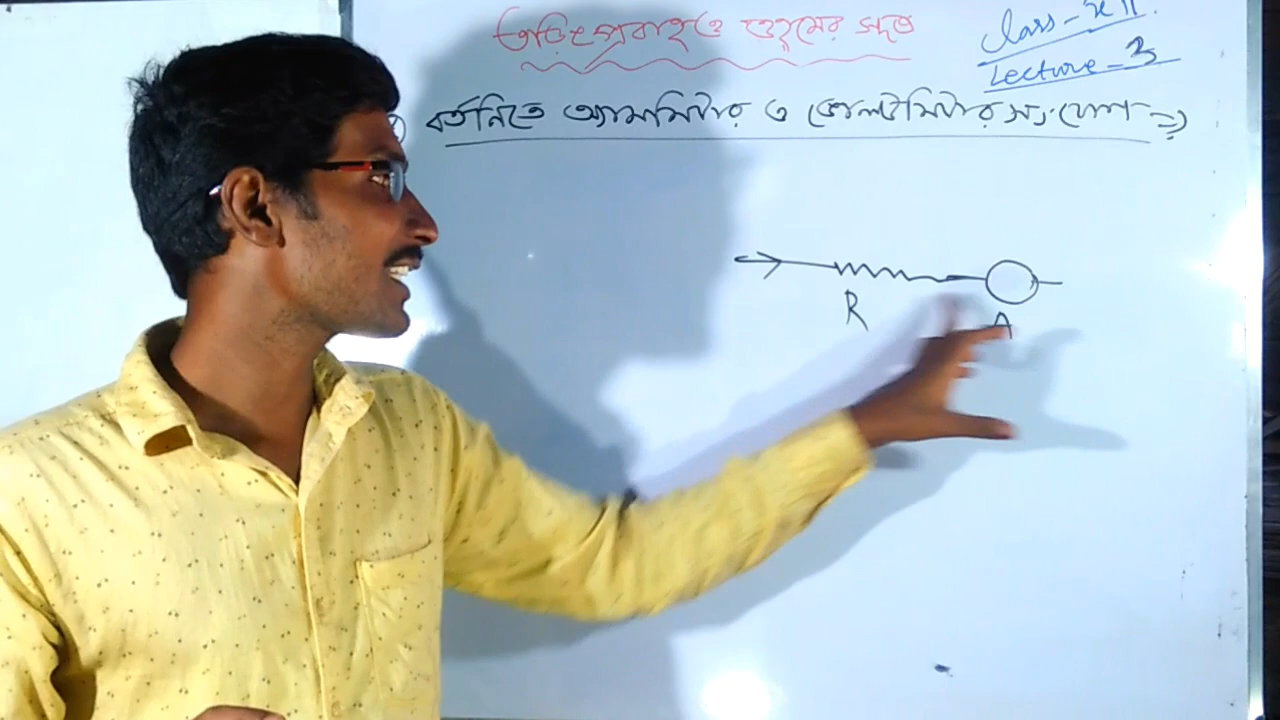 তড়িৎপ্রবাহ ও ওহমের সূত্র
Class - XII.
Lecture - 3
বর্তনিতে অ্যামমিটার ও ভোল্টমিটার সংযোগ ⇒
R
A